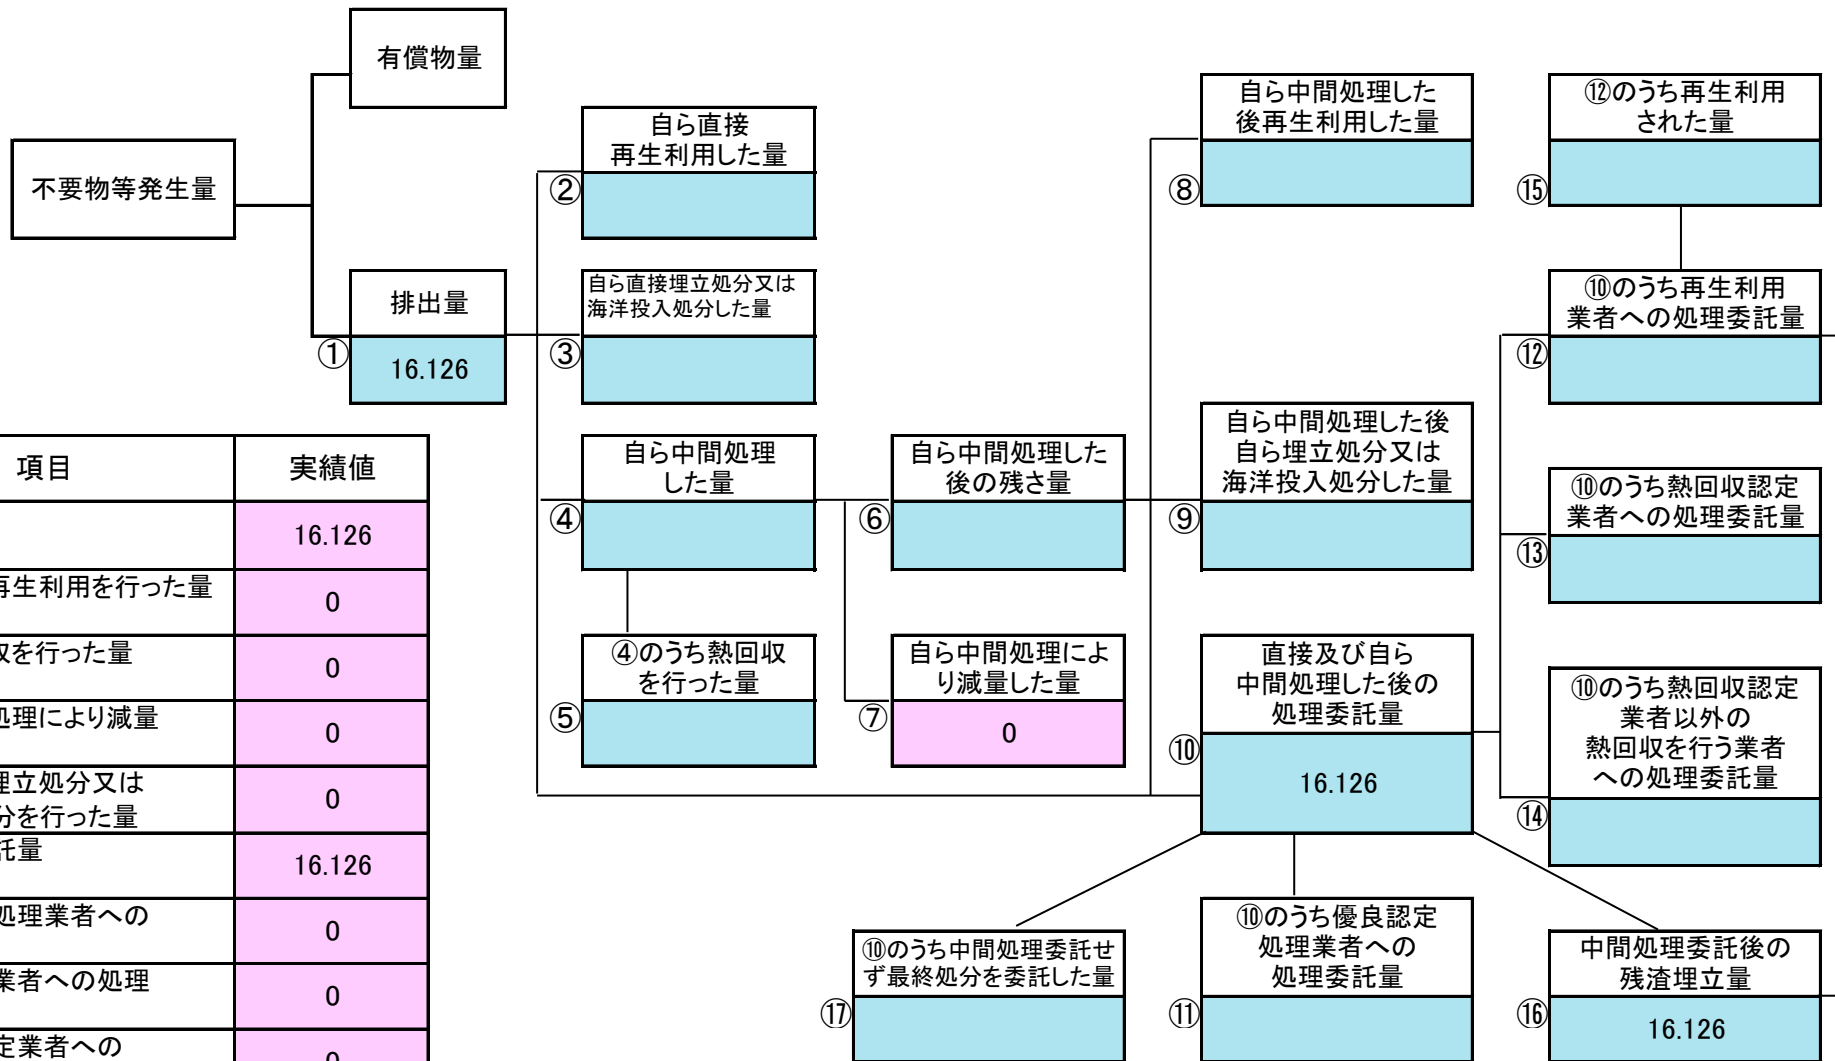 有償物量
不要物等発生量
排出量
①
16.126
自ら直接
再生利用した量
②
自ら直接埋立処分又は
海洋投入処分した量
③
自ら中間処理
した量
④
④のうち熱回収
を行った量
⑤
自ら中間処理した
後の残さ量
⑥
自ら中間処理によ
り減量した量
⑦
0
自ら中間処理した
後再生利用した量
⑧
自ら中間処理した後
自ら埋立処分又は
海洋投入処分した量
⑨
直接及び自ら
中間処理した後の
処理委託量
⑩
16.126
⑫のうち再生利用
された量
⑮
⑩のうち再生利用
業者への処理委託量
⑫
⑩のうち熱回収認定
業者への処理委託量
⑬
⑩のうち熱回収認定
業者以外の
熱回収を行う業者
への処理委託量
⑭
⑩のうち中間処理委託せ
ず最終処分を委託した量
⑰
⑩のうち優良認定
処理業者への
処理委託量
⑪
中間処理委託後の
残渣埋立量
⑯
16.126
項目 実績値
16.126
再生利用を行った量
0
を行った量
0
処理により減量
0
埋立処分又は
分を行った量
0
託量
16.126
処理業者への
0
業者への処理
0
定業者への
0